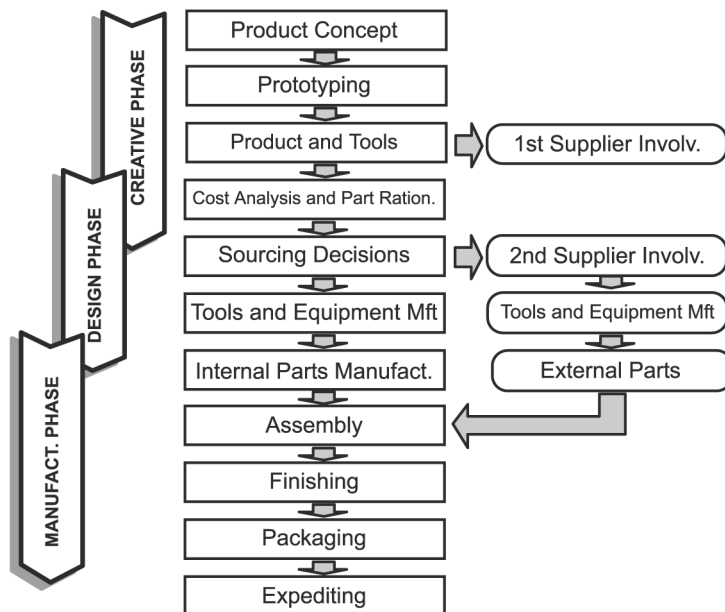 CREATIVE PHASE
DESIGN PHASE
MANUFACT. PHASE
Product Concept
Prototyping
Product and Tools
1st Supplier Involv.
Cost Analysis and Part Ration.
Sourcing Decisions
2nd Supplier Involv.
Tools and Equipment Mft
Tools and Equipment Mft
Internal Parts Manufact.
External Parts
Assembly
Finishing
Packaging
Expediting